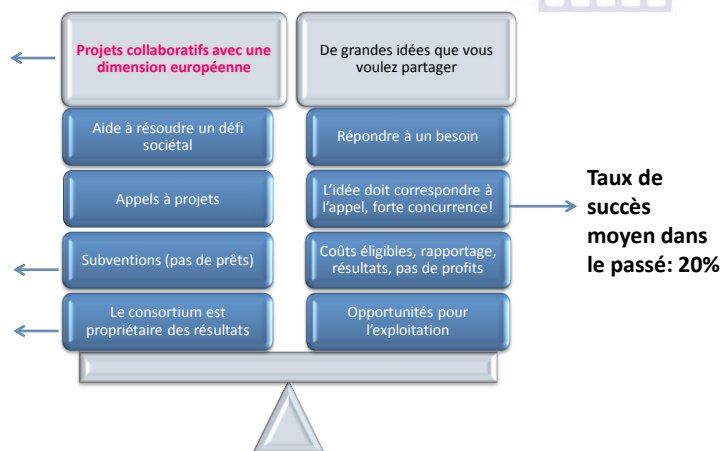 Projets collaboratifs avec une
dimension européenne
De grandes idées que vous
voulez partager
Aide à résoudre un défi
sociétal
Répondre à un besoin
Appels à projets
L'idée doit correspondre à
l'appel, forte concurrence!
Subventions (pas de prêts)
Coûts éligibles, rapportage,
résultats, pas de profits
Le consortium est
propriétaire des résultats
Opportunités pour
l'exploitation
Taux de
succès
moyen dans
le passé: 20%